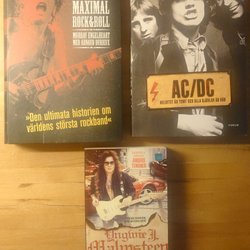 MAXIMAL
ROCK&ROLL
MURRAY ENGLEHEART
MED ARNAUD DURIEUX
»Den ultimata historien om
världens största rockband«
AC/DC
Yngwie J.
Malmsteen